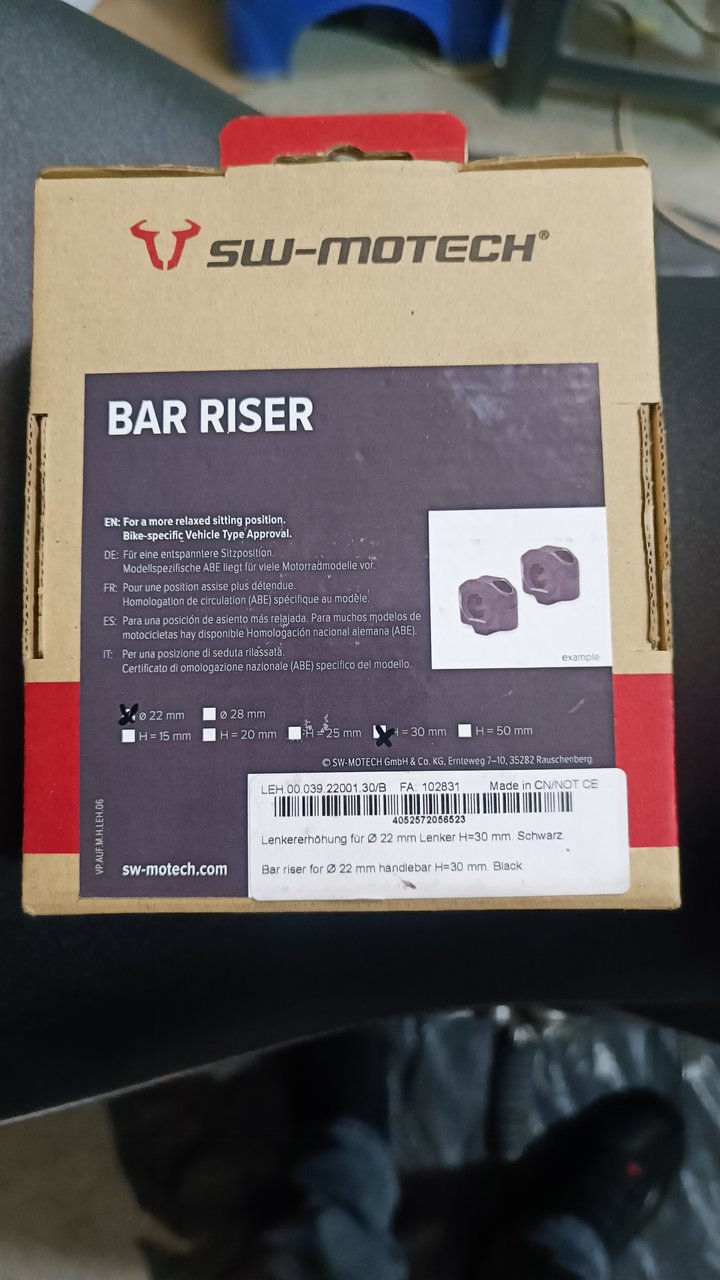 SW-MOTECH®
BAR RISER
EN: For a more relaxed sitting position.
Bike-specific Vehicle Type Approval.
DE: Für eine entspanntere Sitzposition.
Modellspezifische ABE liegt für viele Motorradmodelle vor.
FR: Pour une position assise plus détendue.
Homologation de circulation (ABE) spécifique au modèle.
ES: Para una posición de asiento más relajada. Para muchos modelos de
motocicletas hay disponible Homologación nacional alemana (ABE).
IT: Per una posizione di seduta rilassata.
Certificato di omologazione nazionale (ABE) specifico del modello.
example
ø 22 mm ø 28 mm
H = 15 mm H = 20 mm H = 25 mm H = 30 mm H = 50 mm
© SW-MOTECH GmbH & Co. KG, Ernteweg 7-10, 35282 Rauschenberg
VP.AUF.M.H.LEH.06
sw-motech.com
LEH.00.039.22001.30/B FA: 102831 Made in CN/NOT CE
4052572056523
Lenkererhöhung für Ø 22 mm Lenker H=30 mm. Schwarz.
Bar riser for Ø 22 mm handlebar H=30 mm. Black.